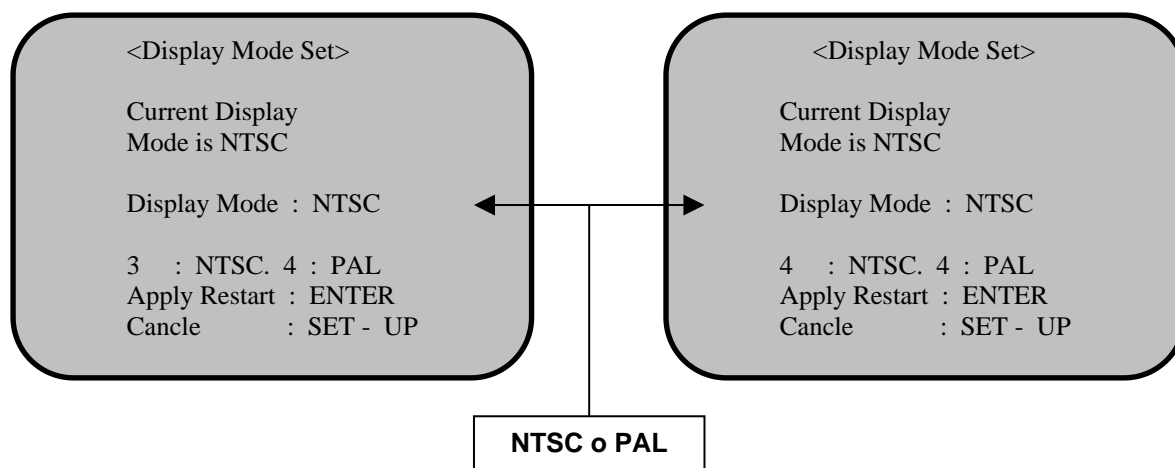 <Display Mode Set>
Current Display
Mode is NTSC
Display Mode : NTSC
3 : NTSC. 4 : PAL
Apply Restart : ENTER
Cancle : SET - UP
<Display Mode Set>
Current Display
Mode is NTSC
Display Mode : NTSC
4 : NTSC. 4 : PAL
Apply Restart : ENTER
Cancle : SET - UP
NTSC o PAL